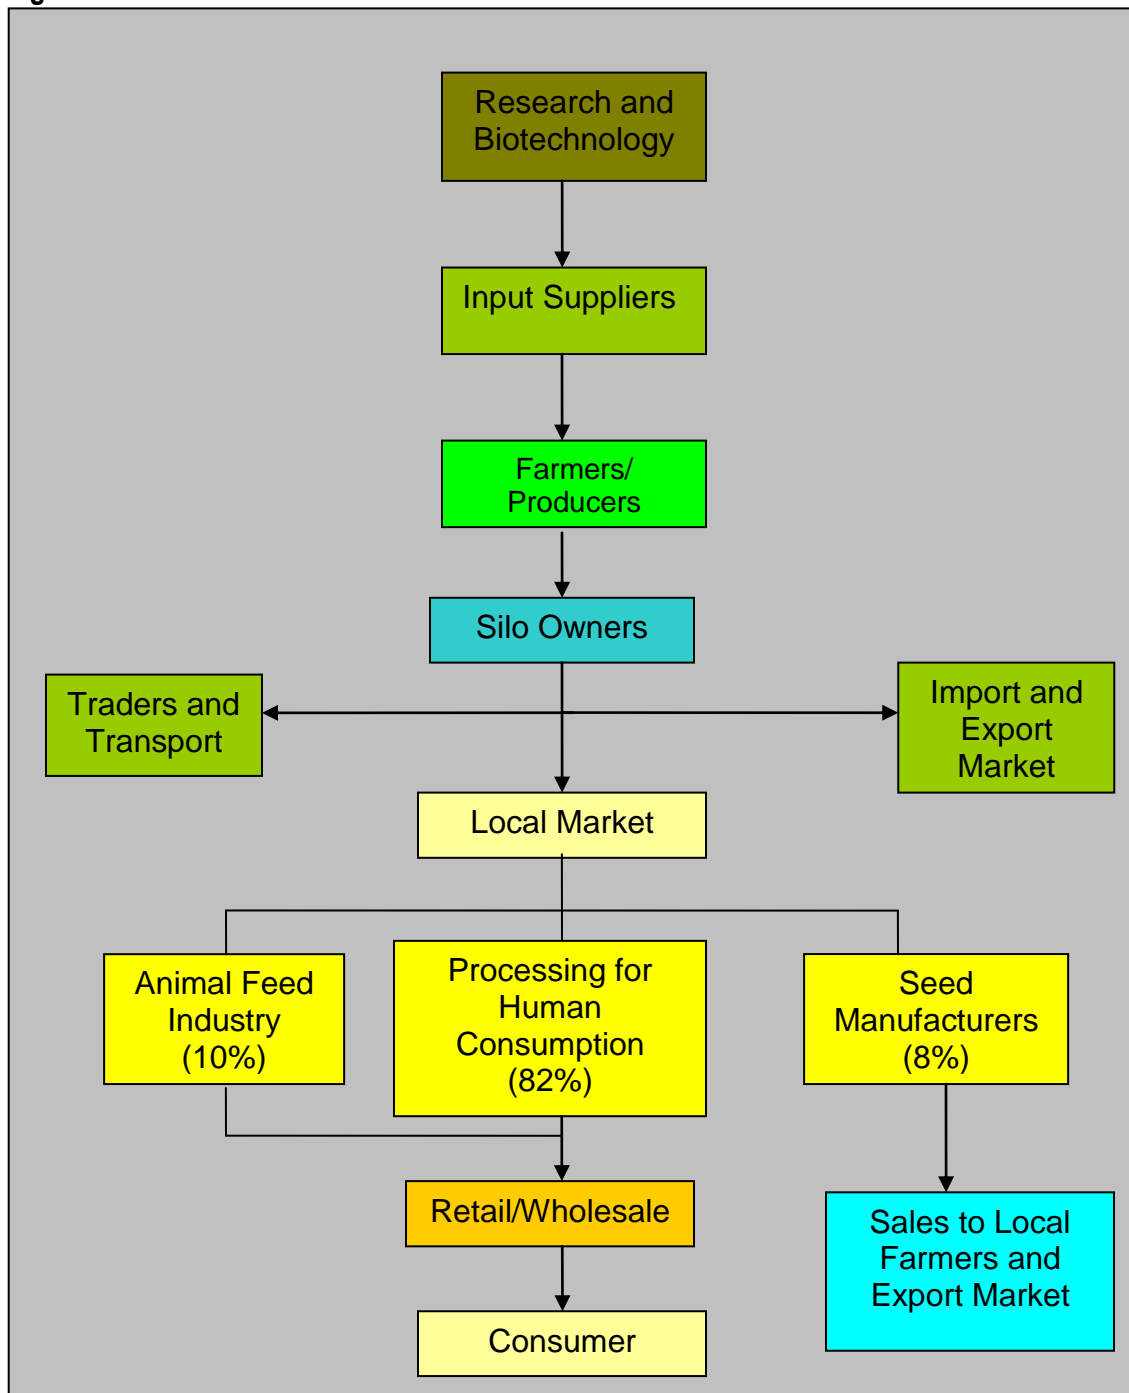 Research and
Biotechnology
Input Suppliers
Farmers/
Producers
Silo Owners
Traders and
Transport
Import and
Export
Market
Local Market
Animal Feed
Industry
(10%)
Processing for
Human
Consumption
(82%)
Seed
Manufacturers
(8%)
Retail/Wholesale
Sales to Local
Farmers and
Export Market
Consumer